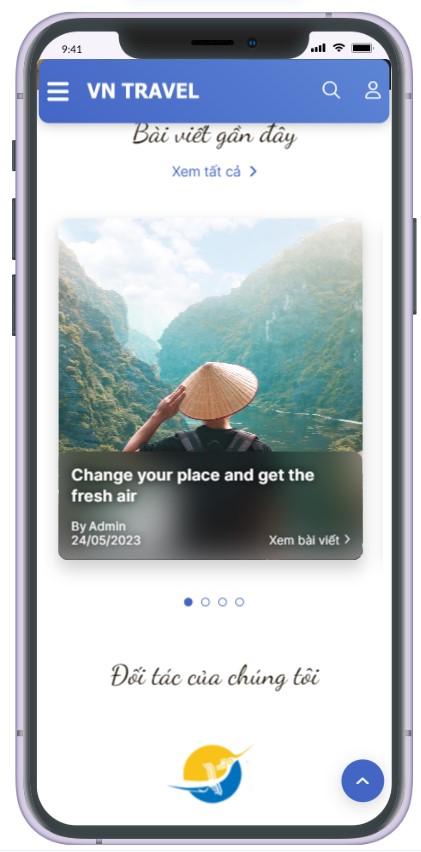 9:41
VN TRAVEL
Bài viết gần đây
Xem tất cả
Change your place and get the
fresh air
By Admin
24/05/2023
Xem bài viết
Đối tác của chúng tôi